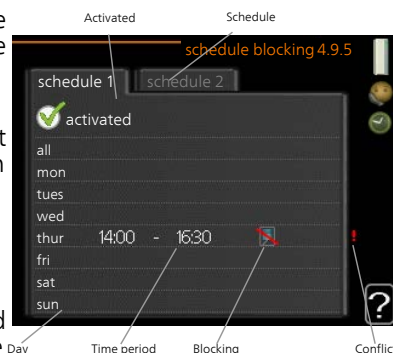 Activated Schedule
schedule blocking 4.9.5
schedule 1 schedule 2
activated
all
mon
tues
wed
thur 14:00 - 16:30
fri
sat
sun
?
Day Time period Blocking Conflic